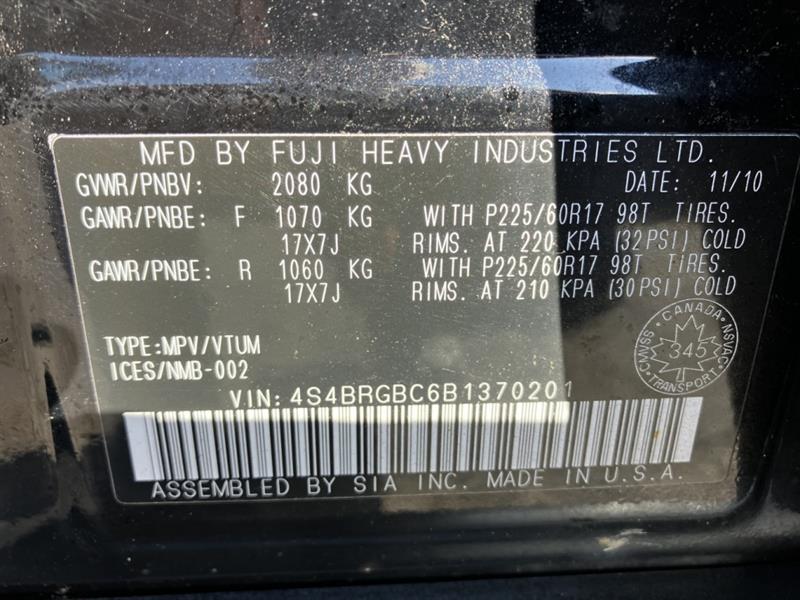 MFD BY FUJI HEAVY INDUSTRIES LTD.
GVWR/PNBV: 2080 KG DATE: 11/10
GAWR/PNBE: F 1070 KG WITH P225/60R17 98T TIRES.
17X7J RIMS. AT 220 KPA (32PSI) COLD
GAWR/PNBE: R 1060 KG WITH P225/60R17 98T TIRES.
17X7J RIMS. AT 210 KPA (30PSI) COLD
TYPE:MPV/VTUM
ICES/NMB-002
CANADA
CMVSS 345 NSVAC
TRANSPORT
VIN: 4S4BRGBC6B1370201
ASSEMBLED BY SIA INC. MADE IN U.S.A.